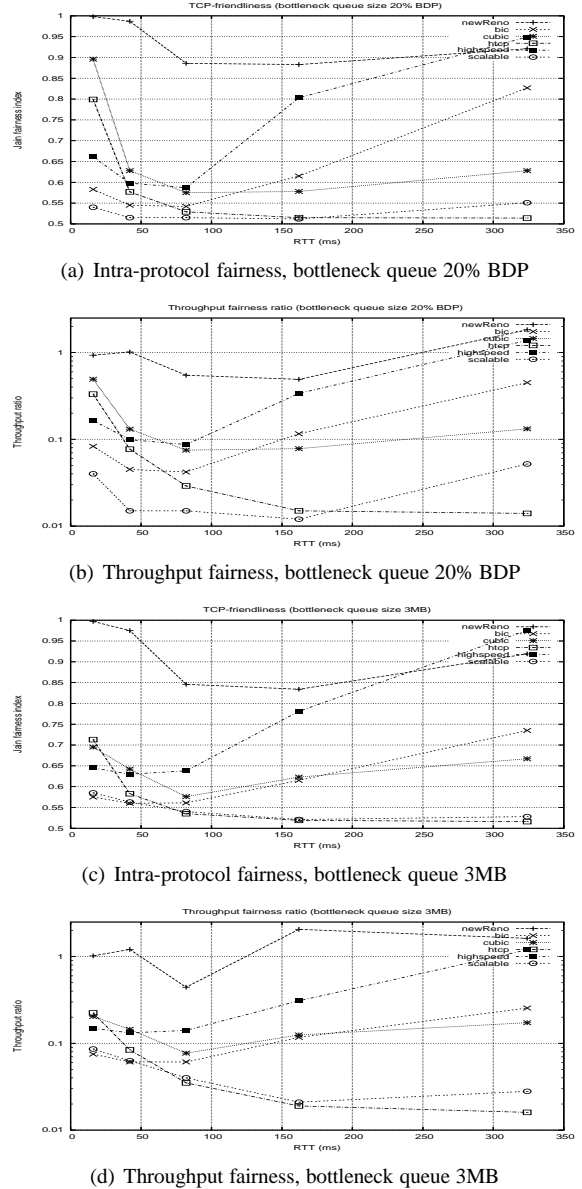 TCP-friendliness (bottleneck queue size 20% BDP)
1
0.95
0.9
0.85
0.8
0.75
0.7
0.65
0.6
0.55
0.5
Jain fairness index
newReno
bic
cubic
htcp
highspeed
scalable
0 50 100 150 200 250 300 350
RTT (ms)
(a) Intra-protocol fairness, bottleneck queue 20% BDP
Throughput fairness ratio (bottleneck queue size 20% BDP)
1
0.1
0.01
Throughput ratio
newReno
bic
cubic
htcp
highspeed
scalable
0 50 100 150 200 250 300 350
RTT (ms)
(b) Throughput fairness, bottleneck queue 20% BDP
TCP-friendliness (bottleneck queue size 3MB)
1
0.95
0.9
0.85
0.8
0.75
0.7
0.65
0.6
0.55
0.5
Jain fairness index
newReno
bic
cubic
htcp
highspeed
scalable
0 50 100 150 200 250 300 350
RTT (ms)
(c) Intra-protocol fairness, bottleneck queue 3MB
Throughput fairness ratio (bottleneck queue size 3MB)
1
0.1
0.01
Throughput ratio
newReno
bic
cubic
htcp
highspeed
scalable
0 50 100 150 200 250 300 350
RTT (ms)
(d) Throughput fairness, bottleneck queue 3MB